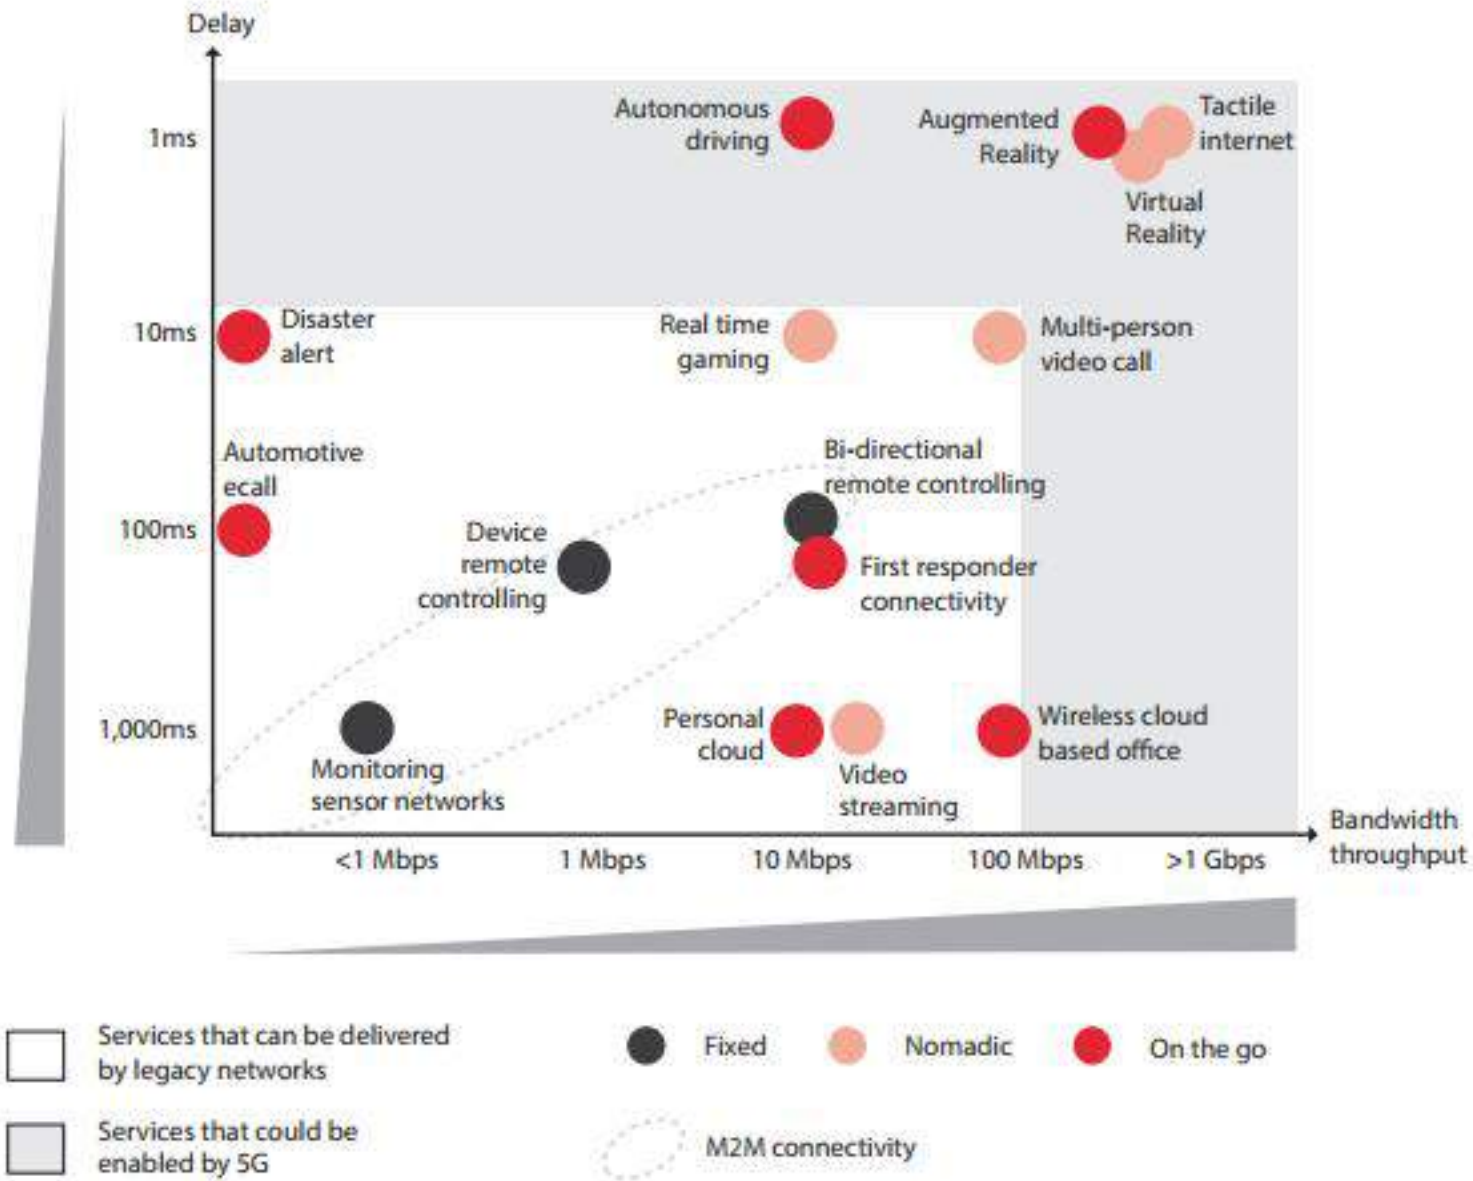 Delay
Autonomous
driving
Augmented
Reality
Tactile
internet
1ms
Virtual
Reality
10ms
Disaster
alert
Real time
gaming
Multi-person
video call
Automotive
ecall
Bi-directional
remote controlling
100ms
Device
remote
controlling
First responder
connectivity
1,000ms
Monitoring
sensor networks
Personal
cloud
Video
streaming
Wireless cloud
based office
Bandwidth
throughput
<1 Mbps
1 Mbps
10 Mbps
100 Mbps
>1 Gbps
Services that can be delivered
by legacy networks
Fixed
Nomadic
On the go
Services that could be
enabled by 5G
M2M connectivity